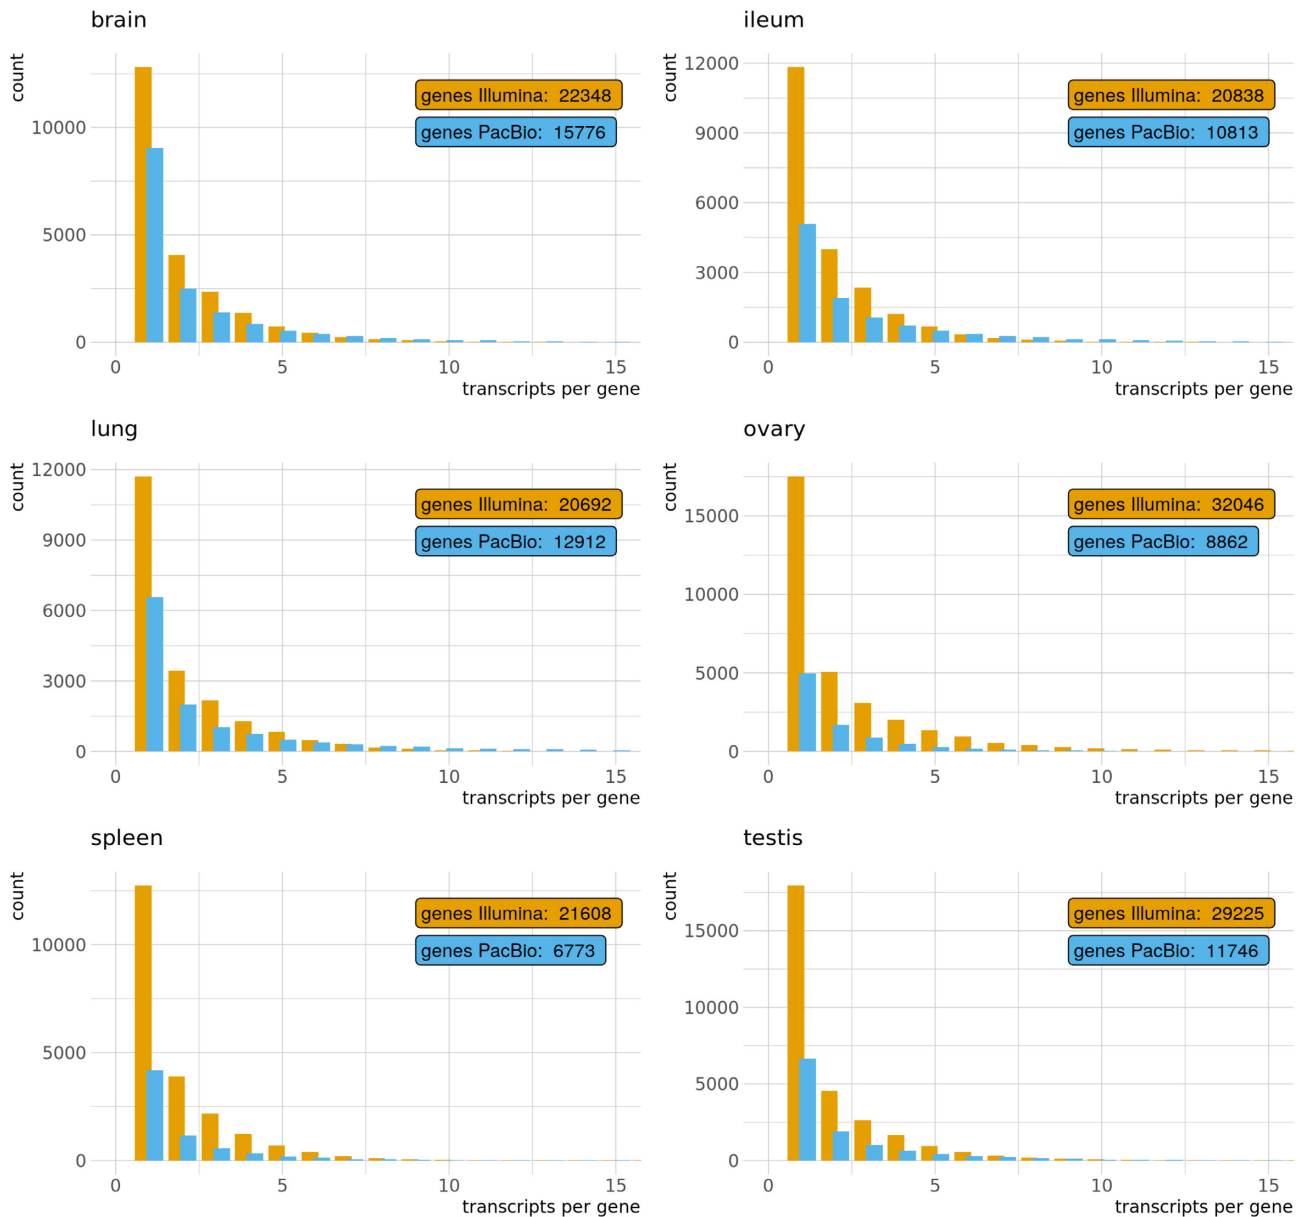 brain
count
genes Illumina: 22348
genes PacBio: 15776
10000
5000
0
0 5 10 15
transcripts per gene
ileum
count
12000
genes Illumina: 20838
genes PacBio: 10813
9000
6000
3000
0
0 5 10 15
transcripts per gene
lung
count
12000
genes Illumina: 20692
genes PacBio: 12912
9000
6000
3000
0
0 5 10 15
transcripts per gene
ovary
count
genes Illumina: 32046
15000
genes PacBio: 8862
10000
5000
0
0 5 10 15
transcripts per gene
spleen
count
genes Illumina: 21608
genes PacBio: 6773
10000
5000
0
0 5 10 15
transcripts per gene
testis
count
genes Illumina: 29225
15000
genes PacBio: 11746
10000
5000
0
0 5 10 15
transcripts per gene